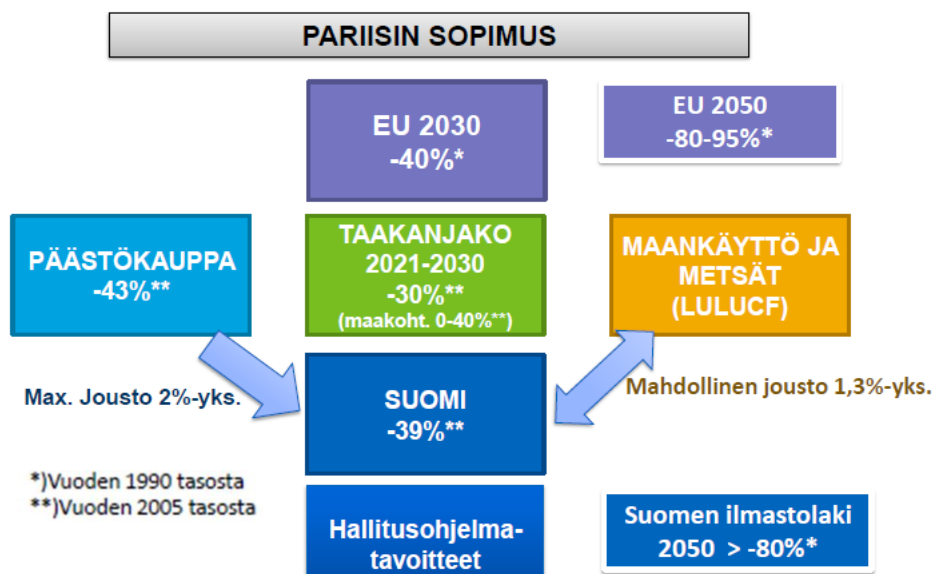 PARIISIN SOPIMUS
EU 2030
-40%*
EU 2050
-80-95%*
PÄÄSTÖKAUPPA
-43%**
TAAKANJAKO
2021-2030
-30%**
(maakoht. 0-40%**)
MAANKÄYTTÖ JA
METSÄT
(LULUCF)
Max. Jousto 2%-yks.
SUOMI
-39%**
Mahdollinen jousto 1,3%-yks.
*)Vuoden 1990 tasosta
**)Vuoden 2005 tasosta
Hallitusohjelma-
tavoitteet
Suomen ilmastolaki
2050 > -80%*